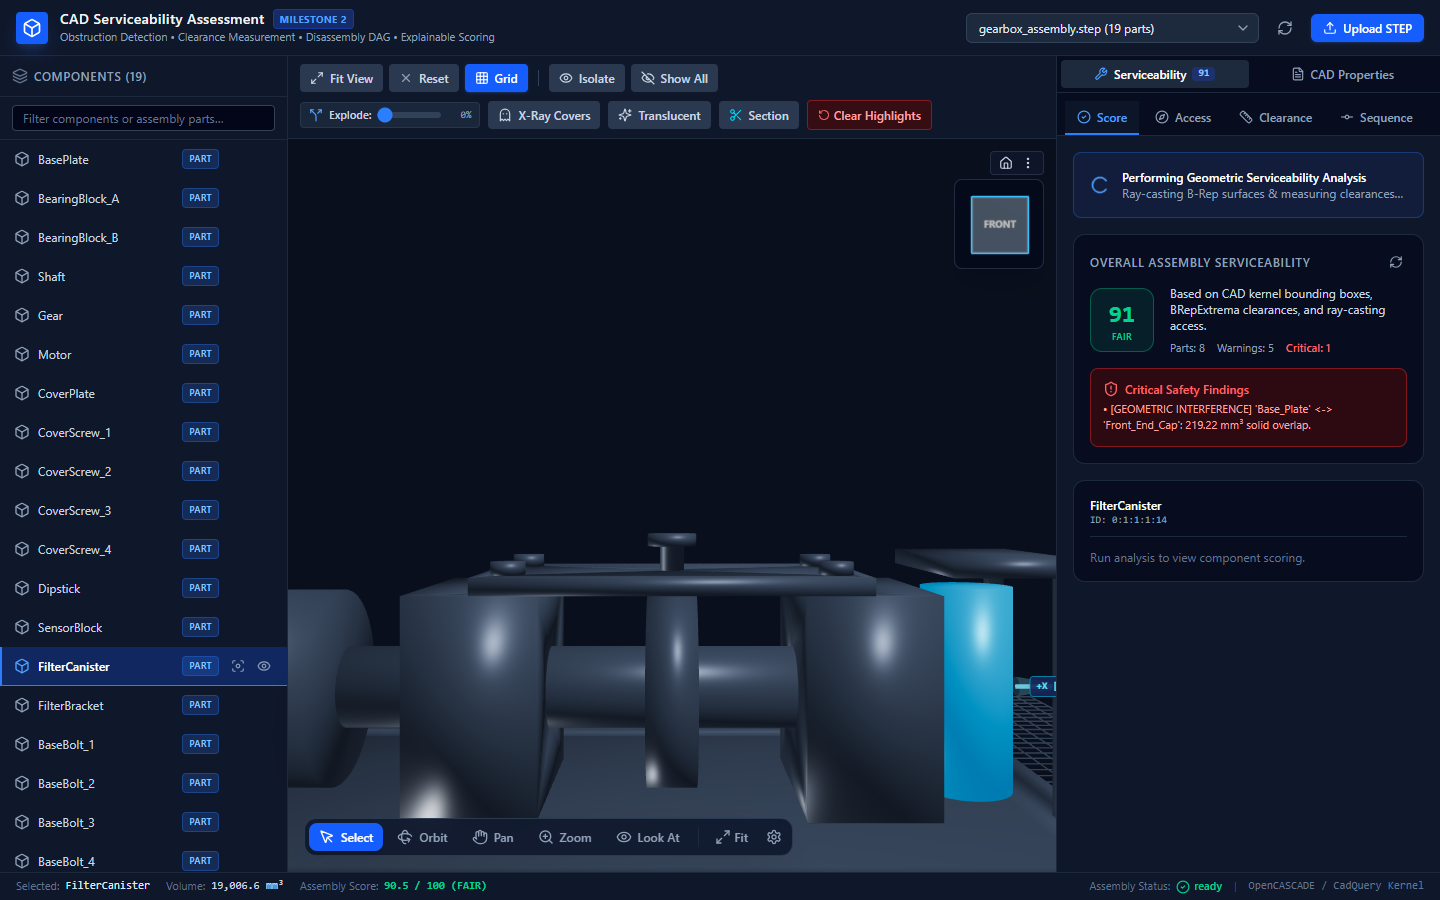 CAD Serviceability Assessment MILESTONE 2
Obstruction Detection • Clearance Measurement • Disassembly DAG • Explainable Scoring
gearbox_assembly.step (19 parts)
Upload STEP
COMPONENTS (19)
Filter components or assembly parts...
BasePlate PART
BearingBlock_A PART
BearingBlock_B PART
Shaft PART
Gear PART
Motor PART
CoverPlate PART
CoverScrew_1 PART
CoverScrew_2 PART
CoverScrew_3 PART
CoverScrew_4 PART
Dipstick PART
SensorBlock PART
FilterCanister PART
FilterBracket PART
BaseBolt_1 PART
BaseBolt_2 PART
BaseBolt_3 PART
BaseBolt_4 PART
Fit View Reset Grid Isolate Show All
Explode: 0% X-Ray Covers Translucent Section Clear Highlights
FRONT
+X
Select Orbit Pan Zoom Look At Fit
Serviceability 91 CAD Properties
Score Access Clearance Sequence
Performing Geometric Serviceability Analysis
Ray-casting B-Rep surfaces & measuring clearances...
OVERALL ASSEMBLY SERVICEABILITY
91
FAIR
Based on CAD kernel bounding boxes,
BRepExtrema clearances, and ray-casting
access.
Parts: 8 Warnings: 5 Critical: 1
Critical Safety Findings
• [GEOMETRIC INTERFERENCE] 'Base_Plate' <->
'Front_End_Cap': 219.22 mm³ solid overlap.
FilterCanister
ID: 0:1:1:1:14
Run analysis to view component scoring.
Selected: FilterCanister Volume: 19,006.6 mm³ Assembly Score: 90.5 / 100 (FAIR)
Assembly Status: ready | OpenCASCADE / CadQuery Kernel